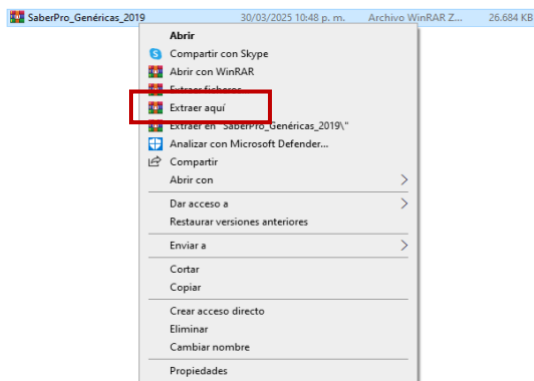 SaberPro_Genéricas_2019 30/03/2025 10:48 p. m. Archivo WinRAR Z... 26.684 KB
Abrir
Compartir con Skype
Abrir con WinRAR
Extraer ficheros...
Extraer aquí
Extraer en "SaberPro_Genéricas_2019\"
Analizar con Microsoft Defender...
Compartir
Abrir con
Dar acceso a
Restaurar versiones anteriores
Enviar a
Cortar
Copiar
Crear acceso directo
Eliminar
Cambiar nombre
Propiedades